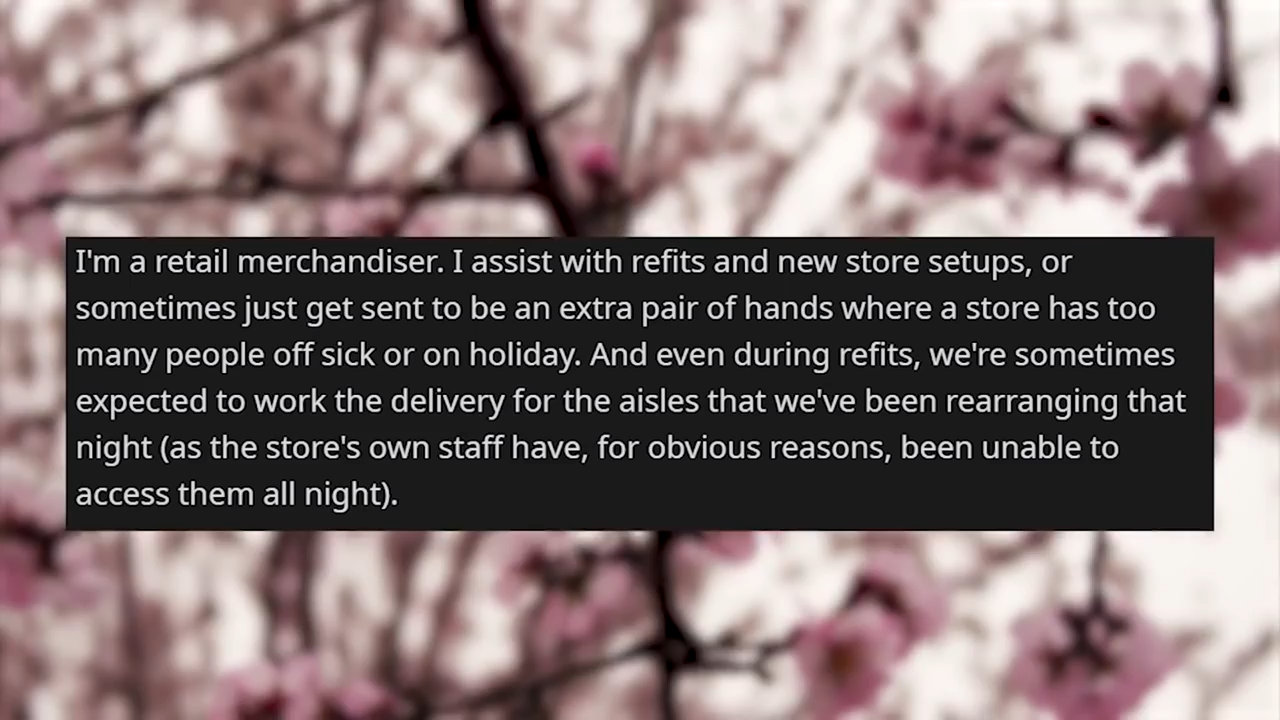 I'm a retail merchandiser. I assist with refits and new store setups, or
sometimes just get sent to be an extra pair of hands where a store has too
many people off sick or on holiday. And even during refits, we're sometimes
expected to work the delivery for the aisles that we've been rearranging that
night (as the store's own staff have, for obvious reasons, been unable to
access them all night).